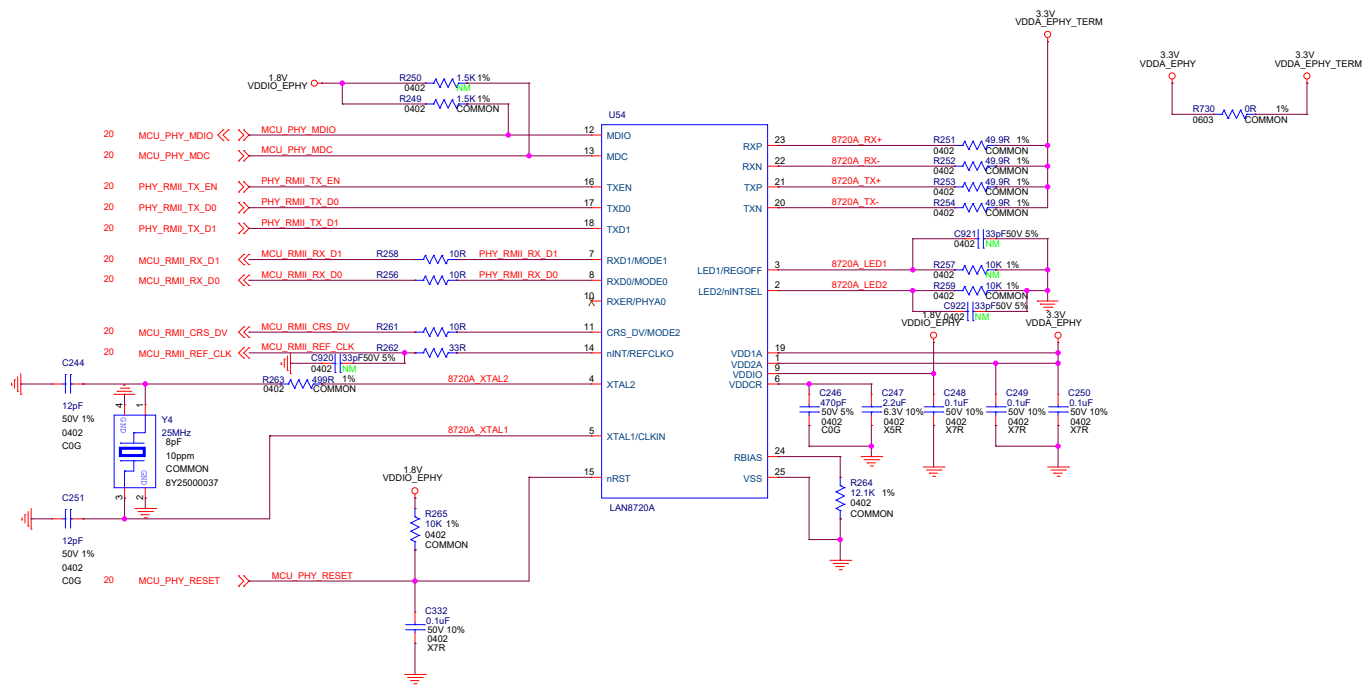 3.3V
VDDA_EPHY_TERM
3.3V
VDDA_EPHY
3.3V
VDDA_EPHY_TERM
R730
0603
0R
1%
COMMON
1.8V
VDDIO_EPHY
R250
0402
1.5K 1%
NM
R249
0402
1.5K 1%
COMMON
U54
20 MCU_PHY_MDIO MCU_PHY_MDIO 12 MDIO
20 MCU_PHY_MDC MCU_PHY_MDC 13 MDC
20 PHY_RMII_TX_EN PHY_RMII_TX_EN 16 TXEN
20 PHY_RMII_TX_D0 PHY_RMII_TX_D0 17 TXD0
20 PHY_RMII_TX_D1 PHY_RMII_TX_D1 18 TXD1
20 MCU_RMII_RX_D1 MCU_RMII_RX_D1 R258 10R PHY_RMII_RX_D1 7 RXD1/MODE1
20 MCU_RMII_RX_D0 MCU_RMII_RX_D0 R256 10R PHY_RMII_RX_D0 8 RXD0/MODE0
10 RXER/PHYA0
20 MCU_RMII_CRS_DV MCU_RMII_CRS_DV R261 10R 11 CRS_DV/MODE2
20 MCU_RMII_REF_CLK MCU_RMII_REF_CLK R262 33R 14 nINT/REFCLKO
C920
0402
33pF50V 5%
NM
R263
0402
499R 1%
COMMON
8720A_XTAL2 4 XTAL2
8720A_XTAL1 5 XTAL1/CLKIN
15 nRST
LAN8720A
C244
12pF
50V 1%
0402
C0G
4
1
GND
GND
3
2
Y4
25MHz
8pF
10ppm
COMMON
8Y25000037
C251
12pF
50V 1%
0402
C0G
20 MCU_PHY_RESET MCU_PHY_RESET
1.8V
VDDIO_EPHY
R265
10K 1%
0402
COMMON
C332
0.1uF
50V 10%
0402
X7R
RXP 23 8720A_RX+ R251 49.9R 1%
0402 COMMON
RXN 22 8720A_RX- R252 49.9R 1%
0402 COMMON
TXP 21 8720A_TX+ R253 49.9R 1%
0402 COMMON
TXN 20 8720A_TX- R254 49.9R 1%
0402 COMMON
C921 33pF50V 5%
0402 NM
LED1/REGOFF 3 8720A_LED1 R257 10K 1%
0402 NM
LED2/nINTSEL 2 8720A_LED2 R259 10K 1%
0402 COMMON
C922 33pF50V 5%
0402 NM
1.8V
VDDIO_EPHY
3.3V
VDDA_EPHY
VDD1A 19
VDD2A 1
VDDIO 9
VDDCR 6
C246
470pF
50V 5%
0402
C0G
C247
2.2uF
6.3V 10%
0402
X5R
C248
0.1uF
50V 10%
0402
X7R
C249
0.1uF
50V 10%
0402
X7R
C250
0.1uF
50V 10%
0402
X7R
RBIAS 24
VSS 25
R264
12.1K 1%
0402
COMMON